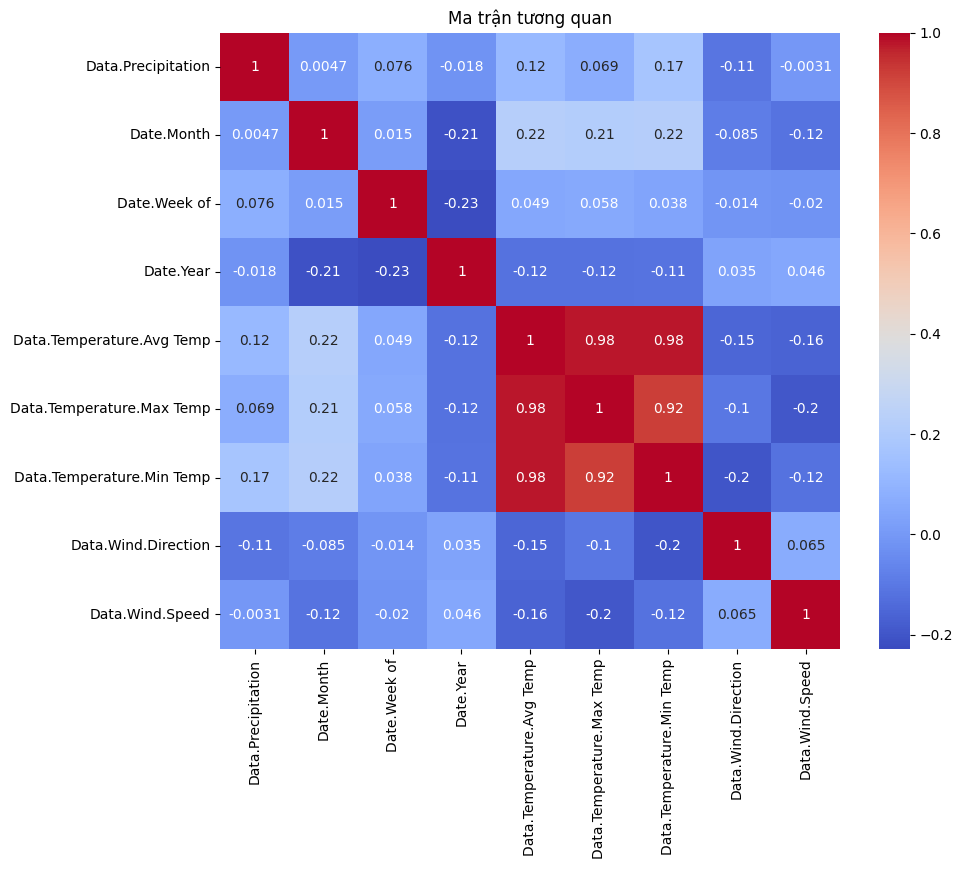 Ma trận tương quan
Data.Precipitation 1 0.0047 0.076 -0.018 0.12 0.069 0.17 -0.11 -0.0031
Date.Month 0.0047 1 0.015 -0.21 0.22 0.21 0.22 -0.085 -0.12
Date.Week of 0.076 0.015 1 -0.23 0.049 0.058 0.038 -0.014 -0.02
Date.Year -0.018 -0.21 -0.23 1 -0.12 -0.12 -0.11 0.035 0.046
Data.Temperature.Avg Temp 0.12 0.22 0.049 -0.12 1 0.98 0.98 -0.15 -0.16
Data.Temperature.Max Temp 0.069 0.21 0.058 -0.12 0.98 1 0.92 -0.1 -0.2
Data.Temperature.Min Temp 0.17 0.22 0.038 -0.11 0.98 0.92 1 -0.2 -0.12
Data.Wind.Direction -0.11 -0.085 -0.014 0.035 -0.15 -0.1 -0.2 1 0.065
Data.Wind.Speed -0.0031 -0.12 -0.02 0.046 -0.16 -0.2 -0.12 0.065 1
Data.Precipitation
Date.Month
Date.Week of
Date.Year
Data.Temperature.Avg Temp
Data.Temperature.Max Temp
Data.Temperature.Min Temp
Data.Wind.Direction
Data.Wind.Speed
1.0
0.8
0.6
0.4
0.2
0.0
−0.2